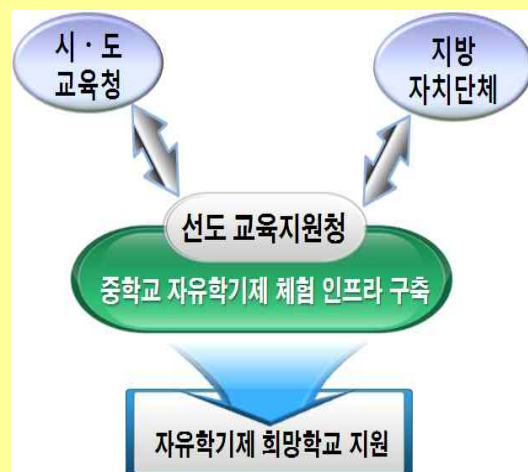 시 · 도
교육청
지방
자치단체
선도 교육지원청
중학교 자유학기제 체험 인프라 구축
자유학기제 희망학교 지원